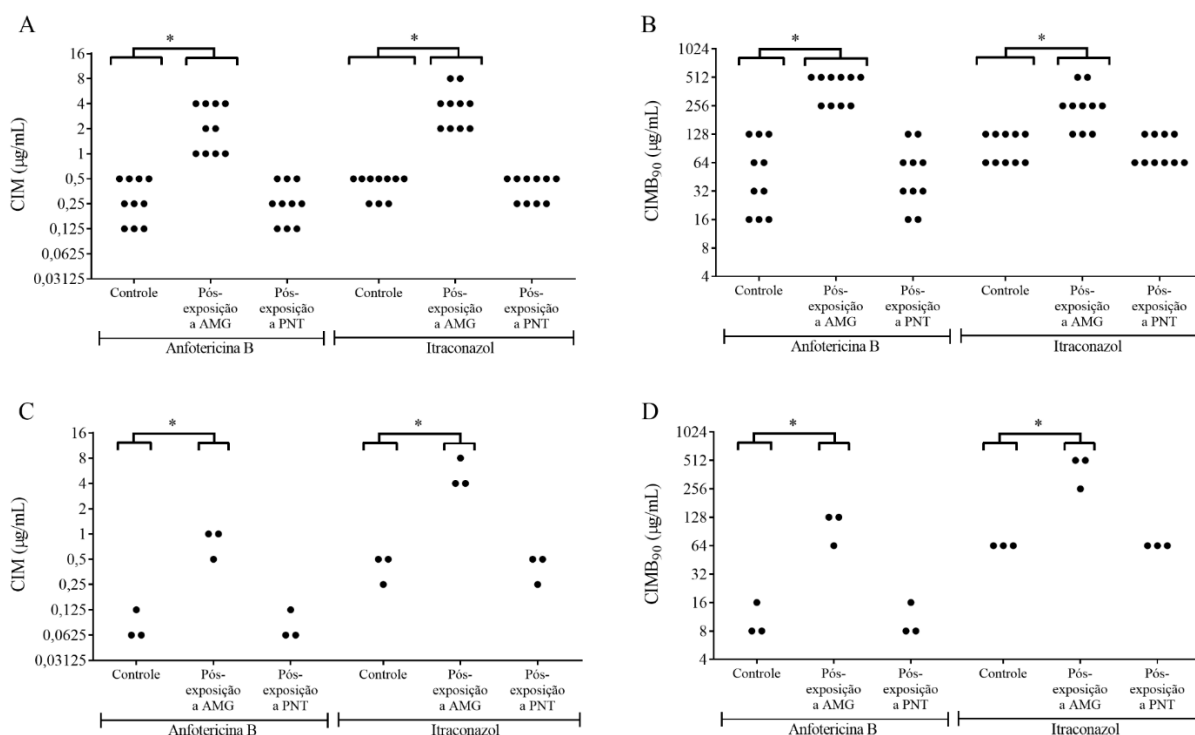 A
CIM (μg/mL)
16
8
4
2
1
0,5
0,25
0,125
0,0625
0,03125
*
*
Controle
Pós-
exposição
a AMG
Pós-
exposição
a PNT
Controle
Pós-
exposição
a AMG
Pós-
exposição
a PNT
Anfotericina B
Itraconazol
B
CIMB90 (μg/mL)
1024
512
256
128
64
32
16
8
4
*
*
Controle
Pós-
exposição
a AMG
Pós-
exposição
a PNT
Controle
Pós-
exposição
a AMG
Pós-
exposição
a PNT
Anfotericina B
Itraconazol
C
CIM (μg/mL)
16
8
4
2
1
0,5
0,25
0,125
0,0625
0,03125
*
*
Controle
Pós-
exposição
a AMG
Pós-
exposição
a PNT
Controle
Pós-
exposição
a AMG
Pós-
exposição
a PNT
Anfotericina B
Itraconazol
D
CIMB90 (μg/mL)
1024
512
256
128
64
32
16
8
4
*
*
Controle
Pós-
exposição
a AMG
Pós-
exposição
a PNT
Controle
Pós-
exposição
a AMG
Pós-
exposição
a PNT
Anfotericina B
Itraconazol